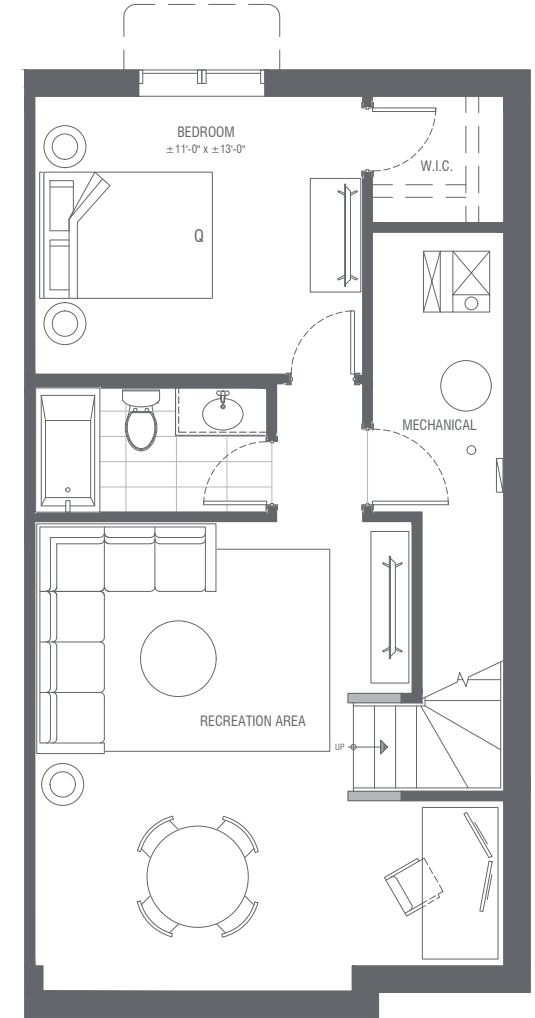 BEDROOM
±11'-0" x ±13'-0"
W.I.C.
Q
MECHANICAL
RECREATION AREA
UP